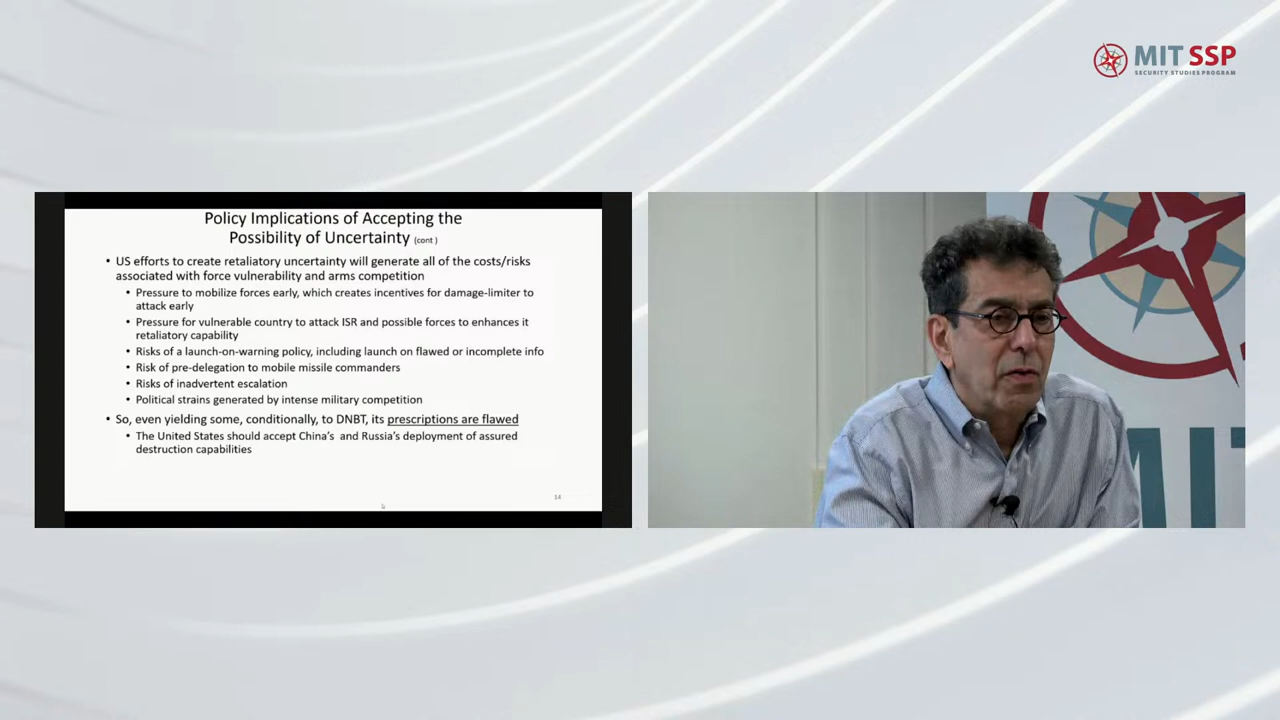 MIT SSP
SECURITY STUDIES PROGRAM
Policy Implications of Accepting the
Possibility of Uncertainty (cont )
• US efforts to create retaliatory uncertainty will generate all of the costs/risks
associated with force vulnerability and arms competition
• Pressure to mobilize forces early, which creates incentives for damage-limiter to
attack early
• Pressure for vulnerable country to attack ISR and possible forces to enhances it
retaliatory capability
• Risks of a launch-on-warning policy, including launch on flawed or incomplete info
• Risk of pre-delegation to mobile missile commanders
• Risks of inadvertent escalation
• Political strains generated by intense military competition
• So, even yielding some, conditionally, to DNBT, its prescriptions are flawed
• The United States should accept China's  and Russia's deployment of assured
destruction capabilities
14
MIT